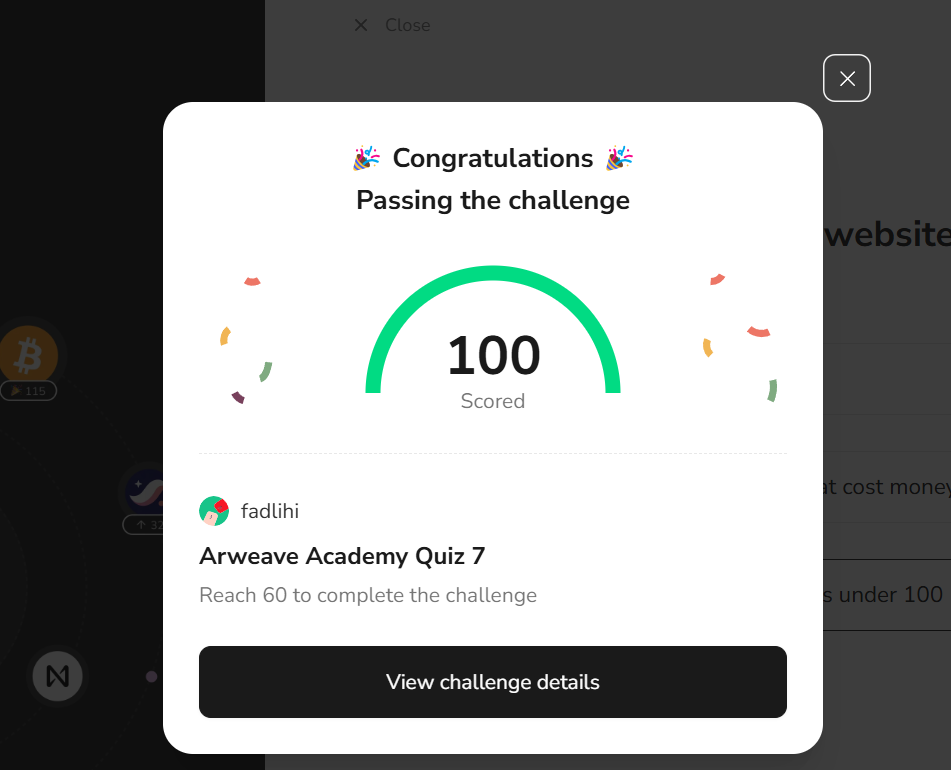 Close
Congratulations
Passing the challenge
website
100
Scored
115
32
at cost money
fadlihi
Arweave Academy Quiz 7
Reach 60 to complete the challenge
s under 100
View challenge details